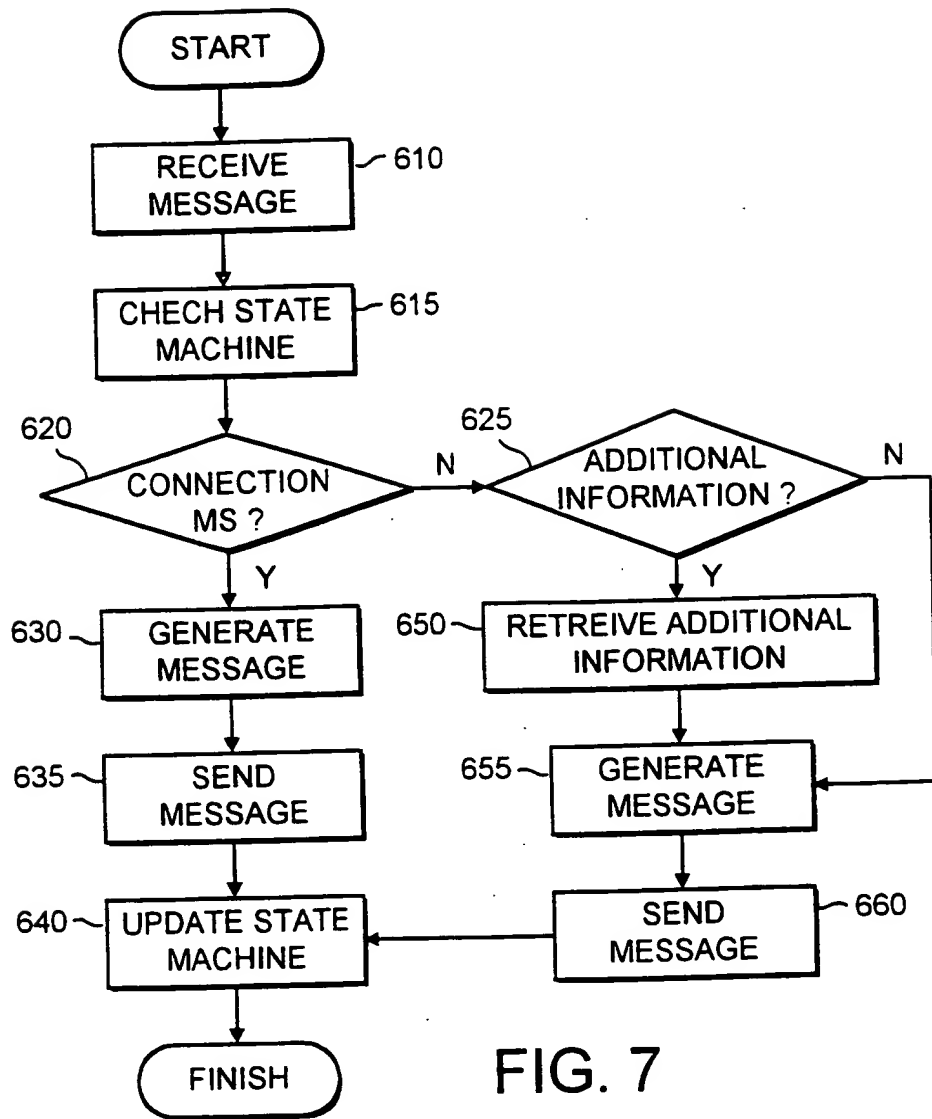 START
RECEIVE
MESSAGE
610
CHECH STATE
MACHINE
615
620
CONNECTION
MS ?
N
Y
625
ADDITIONAL
INFORMATION ?
N
Y
630
GENERATE
MESSAGE
650
RETREIVE ADDITIONAL
INFORMATION
635
SEND
MESSAGE
655
GENERATE
MESSAGE
640
UPDATE STATE
MACHINE
SEND
MESSAGE
660
FINISH
FIG. 7